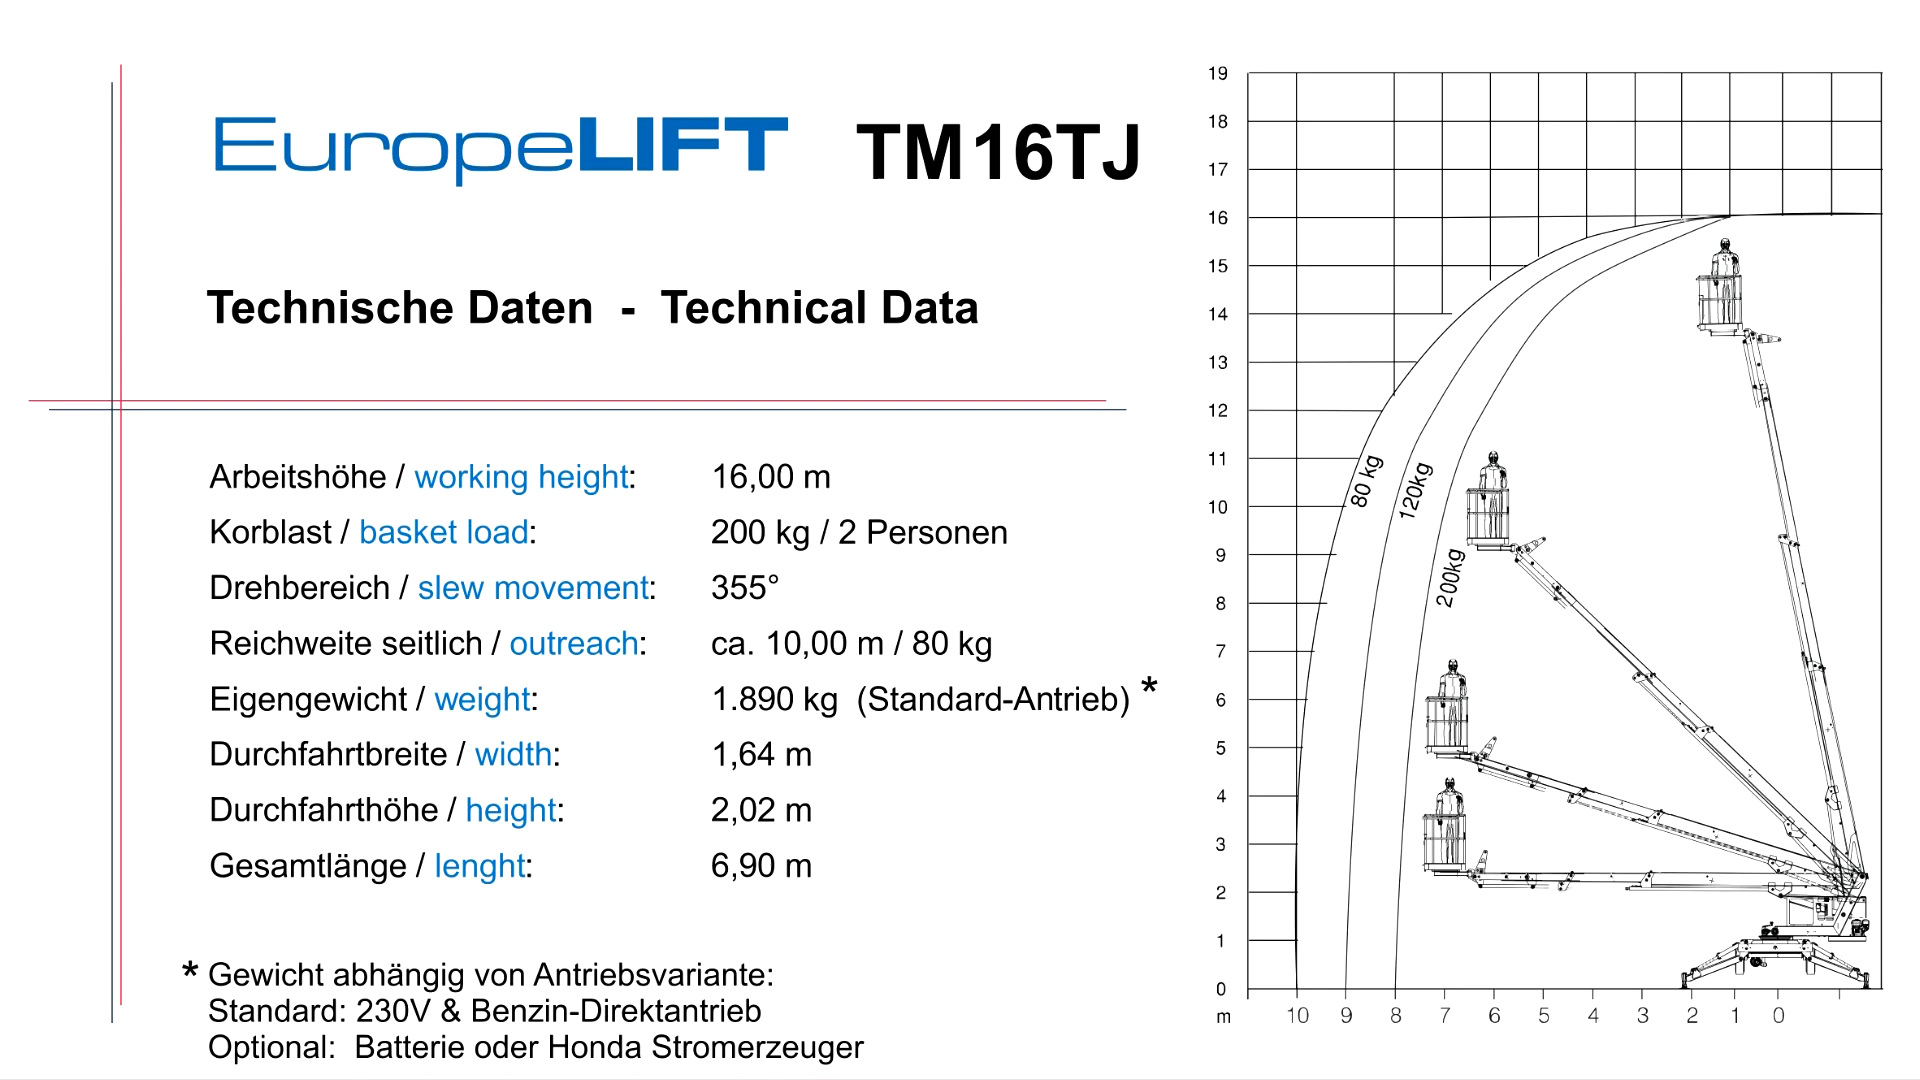 EuropeLIFT TM16TJ
Technische Daten - Technical Data
Arbeitshöhe / working height: 16,00 m
Korblast / basket load: 200 kg / 2 Personen
Drehbereich / slew movement: 355°
Reichweite seitlich / outreach: ca. 10,00 m / 80 kg
Eigengewicht / weight: 1.890 kg (Standard-Antrieb) *
Durchfahrtbreite / width: 1,64 m
Durchfahrthöhe / height: 2,02 m
Gesamtlänge / lenght: 6,90 m
* Gewicht abhängig von Antriebsvariante:
Standard: 230V & Benzin-Direktantrieb
Optional: Batterie oder Honda Stromerzeuger
19
18
17
16
15
14
13
12
11
10
9
8
7
6
5
4
3
2
1
0
80 kg
120kg
200kg
m 10 9 8 7 6 5 4 3 2 1 0